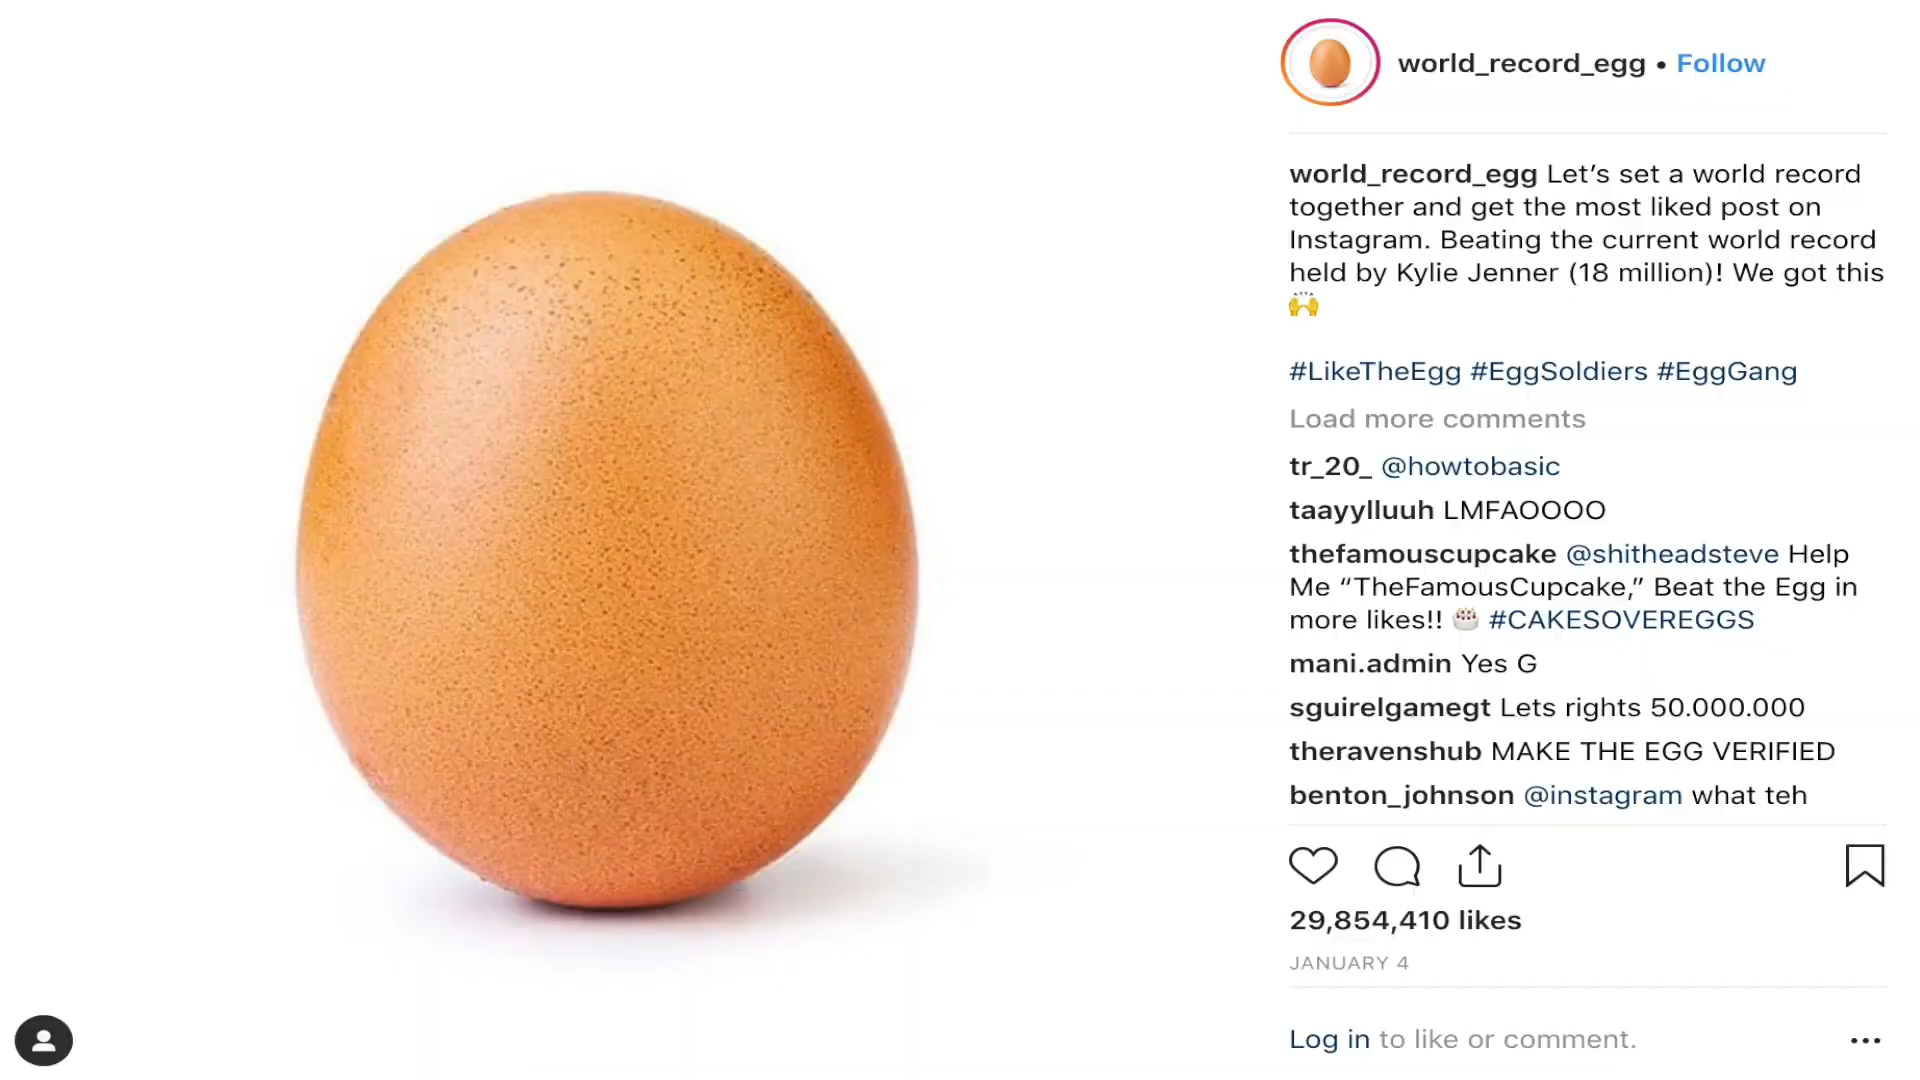 world_record_egg • Follow
world_record_egg Let’s set a world record
together and get the most liked post on
Instagram. Beating the current world record
held by Kylie Jenner (18 million)! We got this
🙌
#LikeTheEgg #EggSoldiers #EggGang
Load more comments
tr_20_ @howtobasic
taayylluuh LMFAOOOO
thefamouscupcake @shitheadsteve Help
Me “TheFamousCupcake,” Beat the Egg in
more likes!! 🎂 #CAKESOVEREGGS
mani.admin Yes G
sguirelgamegt Lets rights 50.000.000
theravenshub MAKE THE EGG VERIFIED
benton_johnson @instagram what teh
29,854,410 likes
JANUARY 4
Log in to like or comment.